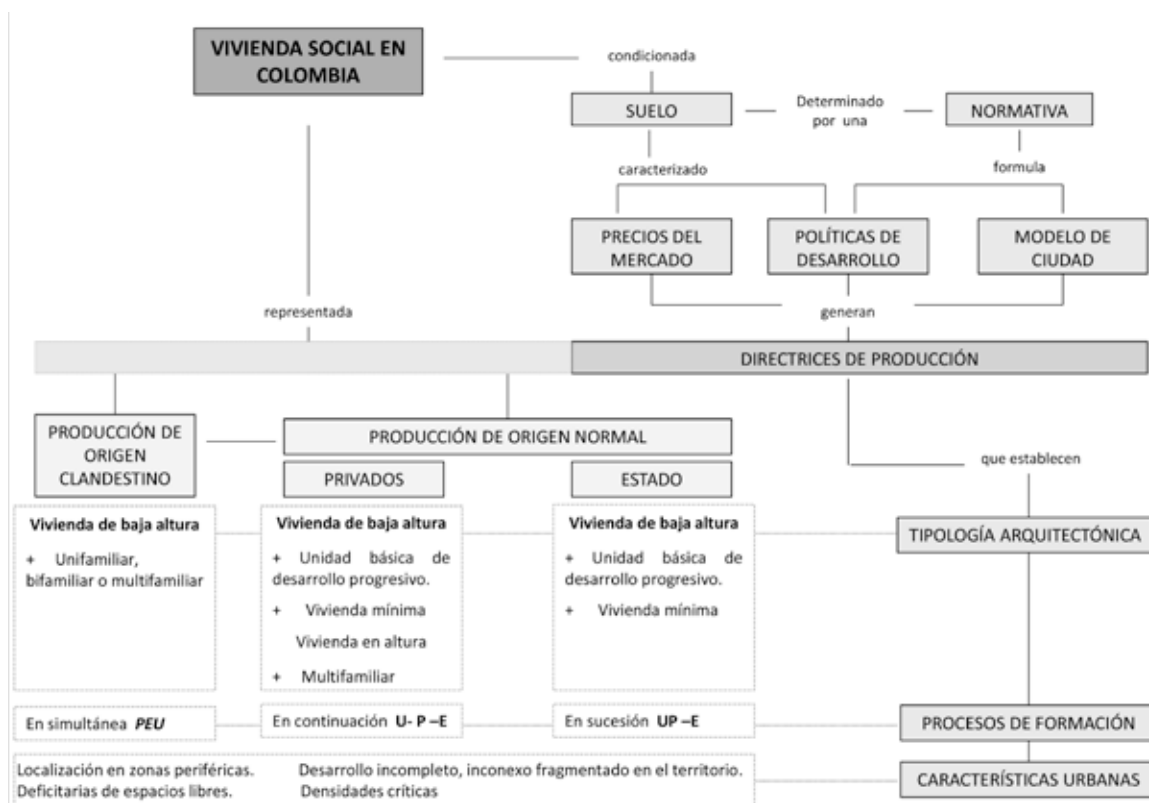 VIVIENDA SOCIAL EN
COLOMBIA
condicionada
SUELO
Determinado
por una
NORMATIVA
caracterizado
formula
PRECIOS DEL
MERCADO
POLÍTICAS DE
DESARROLLO
MODELO DE
CIUDAD
representada
generan
DIRECTRICES DE PRODUCCIÓN
PRODUCCIÓN DE
ORIGEN
CLANDESTINO
PRODUCCIÓN DE ORIGEN NORMAL
PRIVADOS
ESTADO
que establecen
Vivienda de baja altura
+ Unifamiliar,
bifamiliar o multifamiliar
Vivienda de baja altura
+ Unidad básica de
desarrollo progresivo.
+ Vivienda mínima
Vivienda en altura
+ Multifamiliar
Vivienda de baja altura
+ Unidad básica de
desarrollo progresivo.
+ Vivienda mínima
TIPOLOGÍA ARQUITECTÓNICA
En simultánea PEU
En continuación U- P –E
En sucesión UP –E
PROCESOS DE FORMACIÓN
Localización en zonas periféricas.
Deficitarias de espacios libres.
Desarrollo incompleto, inconexo fragmentado en el territorio.
Densidades críticas
CARACTERÍSTICAS URBANAS